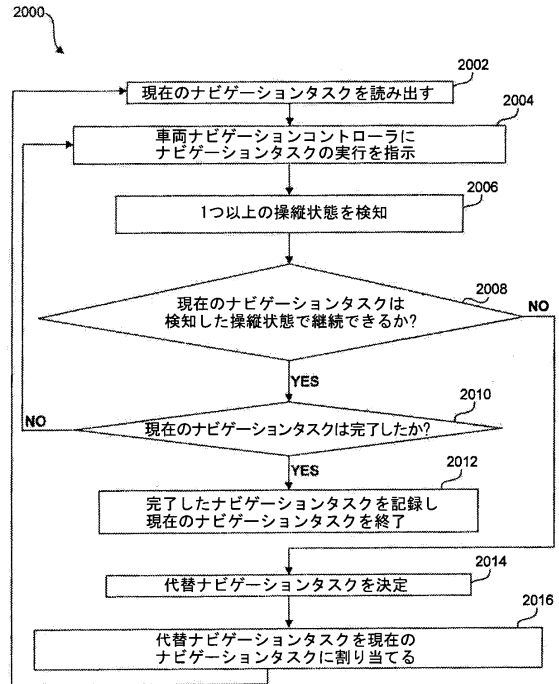 2000
2002
現在のナビゲーションタスクを読み出す
2004
車両ナビゲーションコントローラに
ナビゲーションタスクの実行を指示
2006
1つ以上の操縦状態を検知
2008
現在のナビゲーションタスクは
検知した操縦状態で継続できるか?
NO
YES
2010
NO
現在のナビゲーションタスクは完了したか?
YES
2012
完了したナビゲーションタスクを記録し
現在のナビゲーションタスクを終了
2014
代替ナビゲーションタスクを決定
2016
代替ナビゲーションタスクを現在の
ナビゲーションタスクに割り当てる